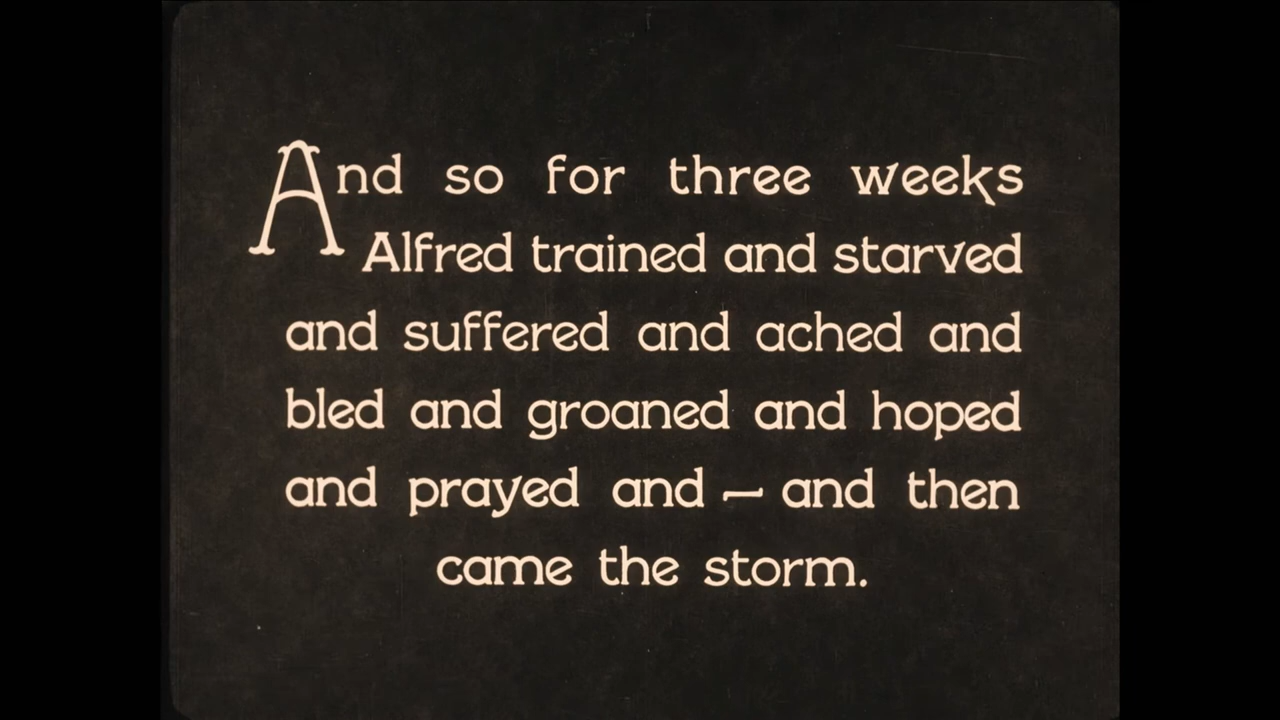 And so for three weeks
Alfred trained and starved
and suffered and ached and
bled and groaned and hoped
and prayed and — and then
came the storm.